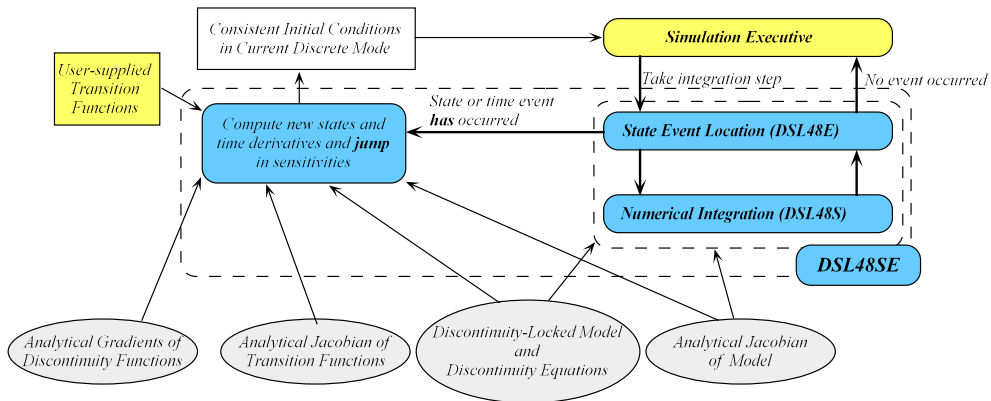 Consistent Initial Conditions
in Current Discrete Mode
Simulation Executive
User-supplied
Transition
Functions
Take integration step
No event occurred
State or time event
has occurred
Compute new states and
time derivatives and jump
in sensitivities
State Event Location (DSL48E)
Numerical Integration (DSL48S)
DSL48SE
Analytical Gradients of
Discontinuity Functions
Analytical Jacobian of
Transition Functions
Discontinuity-Locked Model
and
Discontinuity Equations
Analytical Jacobian
of Model